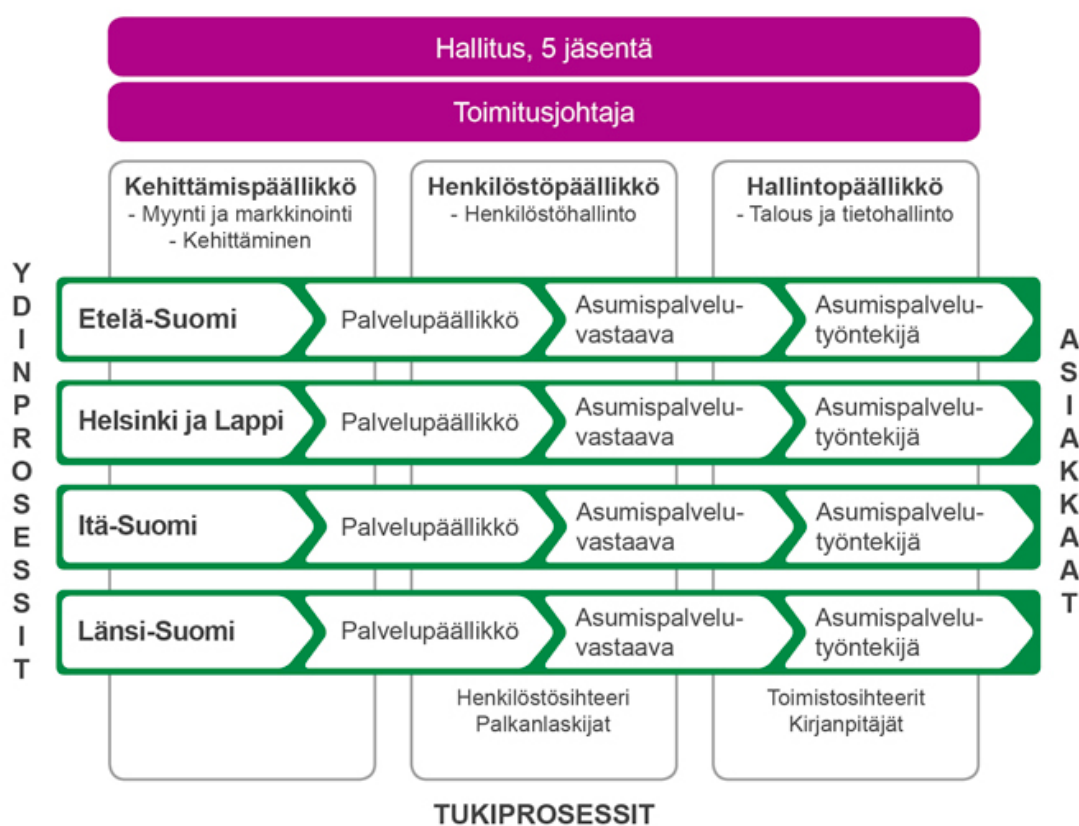 Hallitus, 5 jäsentä
Toimitusjohtaja
Kehittämispäällikkö
- Myynti ja markkinointi
- Kehittäminen
Henkilöstöpäällikkö
- Henkilöstöhallinto
Hallintopäällikkö
- Talous ja tietohallinto
YDINPROSESSIT
Etelä-Suomi
Palvelupäällikkö
Asumispalvelu-
vastaava
Asumispalvelu-
työntekijä
Helsinki ja Lappi
Palvelupäällikkö
Asumispalvelu-
vastaava
Asumispalvelu-
työntekijä
Itä-Suomi
Palvelupäällikkö
Asumispalvelu-
vastaava
Asumispalvelu-
työntekijä
Länsi-Suomi
Palvelupäällikkö
Asumispalvelu-
vastaava
Asumispalvelu-
työntekijä
ASIAKKAAT
Henkilöstösihteeri
Palkanlaskijat
Toimistosihteerit
Kirjanpitäjät
TUKIPROSESSIT